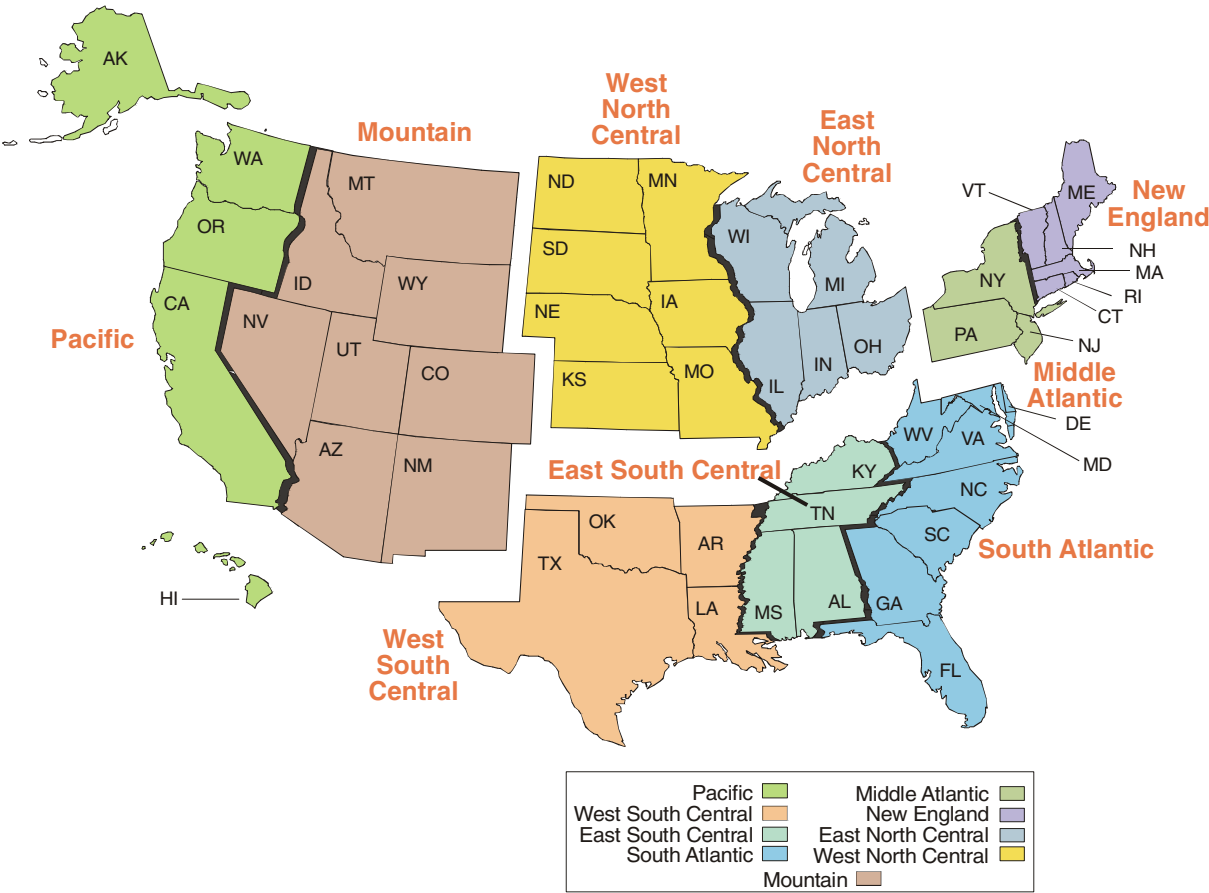 AK
West
North
Central
Mountain
East
North
Central
WA
MT
ND
MN
VT
ME
New
England
OR
WI
SD
NH
MA
ID
WY
MI
NY
RI
CA
NE
IA
CT
NV
Pacific
UT
PA
OH
NJ
CO
KS
MO
IN
IL
Middle
Atlantic
DE
WV
VA
AZ
NM
MD
East South Central
KY
NC
OK
TN
SC
AR
South Atlantic
TX
HI
LA
MS
AL
GA
West
South
Central
FL
Pacific
West South Central
East South Central
South Atlantic
Middle Atlantic
New England
East North Central
West North Central
Mountain